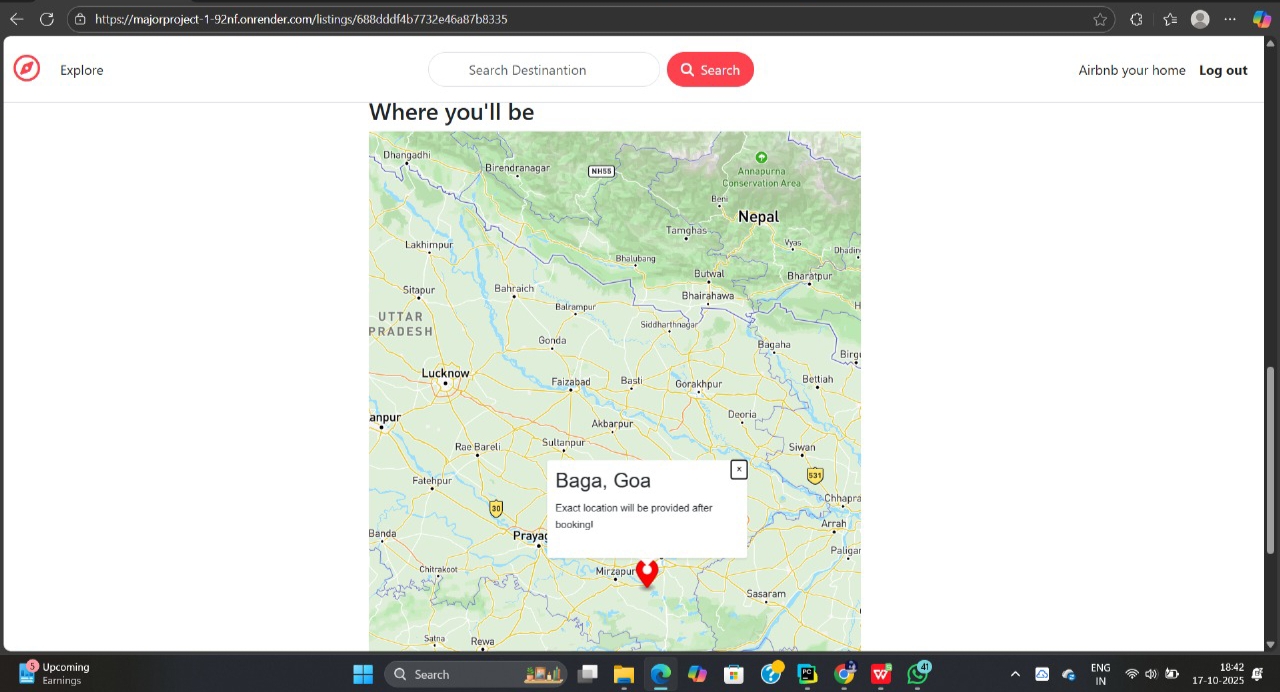 https://majorproject-1-92nf.onrender.com/listings/688dddf4b7732e46a87b8335
Explore
Search Destinantion
Search
Airbnb your home
Log out
Where you'll be
Dhangadhi
Birendranagar
NH55
Annapurna
Conservation Area
Beni
Nepal
Tamghas
Vyas
Dhading
Lakhimpur
Bhalubang
Butwal
Bharatpur
Sitapur
Bahraich
Bhairahawa
Balrampur
H
UTTAR
PRADESH
Siddharthnagar
Gonda
Bagaha
Birg
Lucknow
Faizabad
Basti
Gorakhpur
Bettiah
anpur
Akbarpur
Deoria
Rae Bareli
Sultanpur
Siwan
Baga, Goa
×
531
Fatehpur
Exact location will be provided after
booking!
30
Chhapra
Banda
Prayag
Arrah
Paligan
Chitrakoot
Mirzapur
Sasaram
Satna
Rewa
5
Upcoming
Earnings
Search
PC
W
41
ENG
IN
18:42
17-10-2025